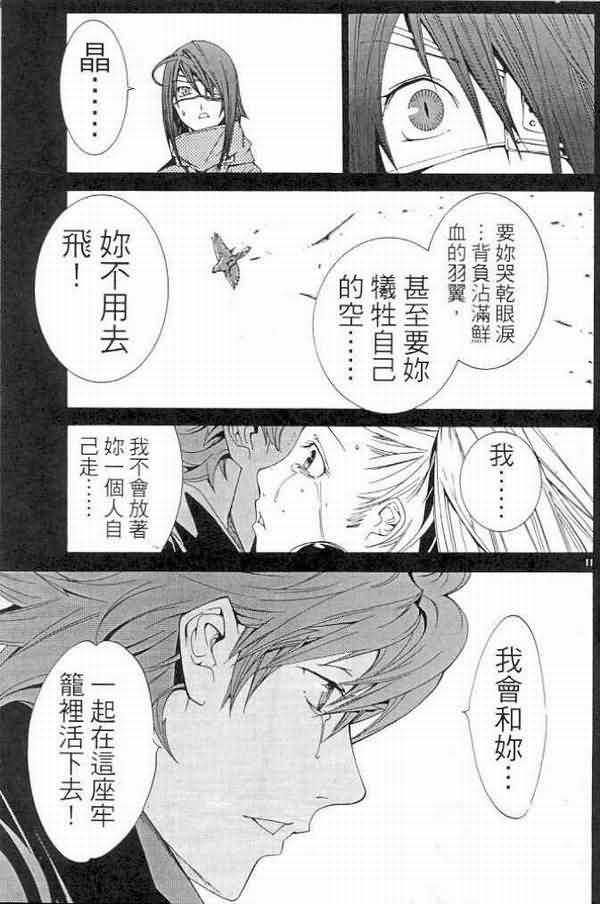 晶……
要妳哭乾眼淚
…背負沾滿鮮
血的羽翼，
甚至要妳
犧牲自己
的空……
妳不用去
飛！
我……
我不會放著
妳一個人自
己走……
11
我會和妳…
一起在這座牢
籠裡活下去！